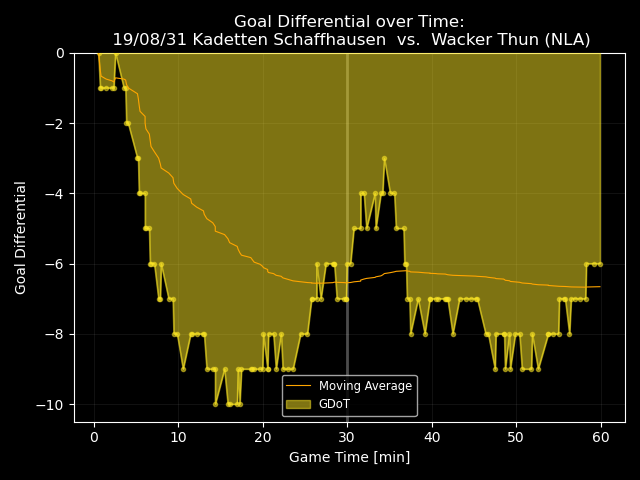 Goal Differential over Time:
19/08/31 Kadetten Schaffhausen  vs.  Wacker Thun (NLA)
0
−2
−4
−6
−8
−10
Goal Differential
Moving Average
GDoT
0 10 20 30 40 50 60
Game Time [min]